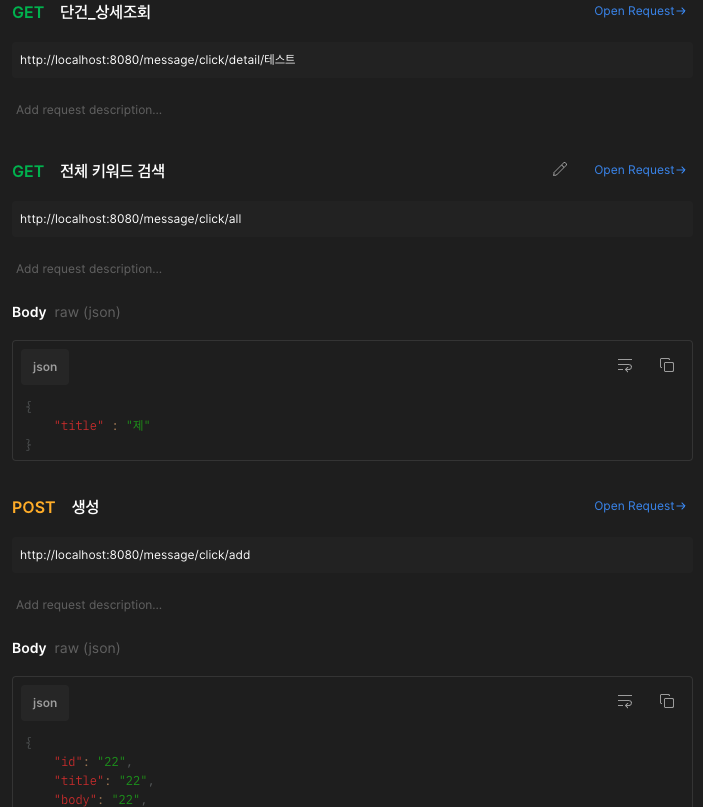 GET 단건_상세조회 Open Request→
http://localhost:8080/message/click/detail/테스트
Add request description...
GET 전체 키워드 검색 Open Request→
http://localhost:8080/message/click/all
Add request description...
Body raw (json)
json
{
"title" : "제"
}
POST 생성 Open Request→
http://localhost:8080/message/click/add
Add request description...
Body raw (json)
json
{
"id": "22",
"title": "22",
"body": "22",